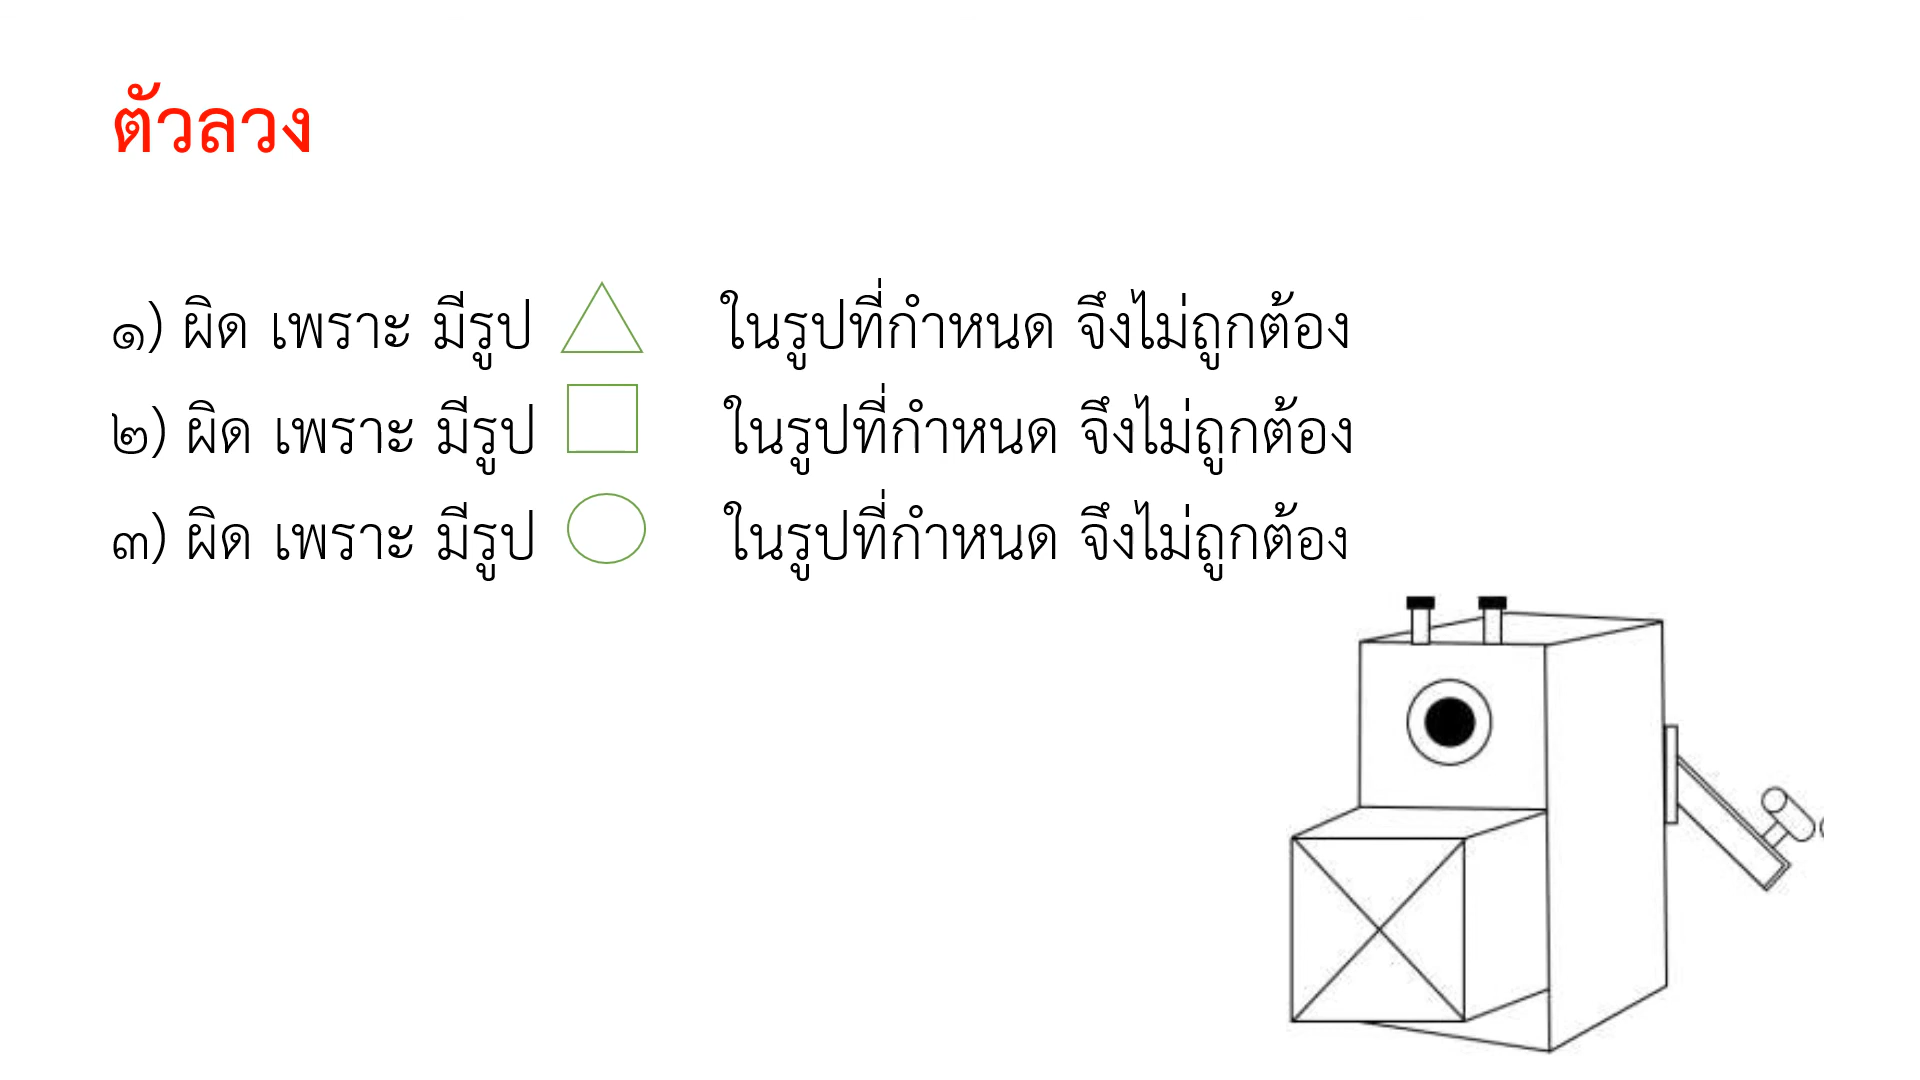 ตัวลวง
๑) ผิด เพราะ มีรูป ในรูปที่กำหนด จึงไม่ถูกต้อง
๒) ผิด เพราะ มีรูป ในรูปที่กำหนด จึงไม่ถูกต้อง
๓) ผิด เพราะ มีรูป ในรูปที่กำหนด จึงไม่ถูกต้อง